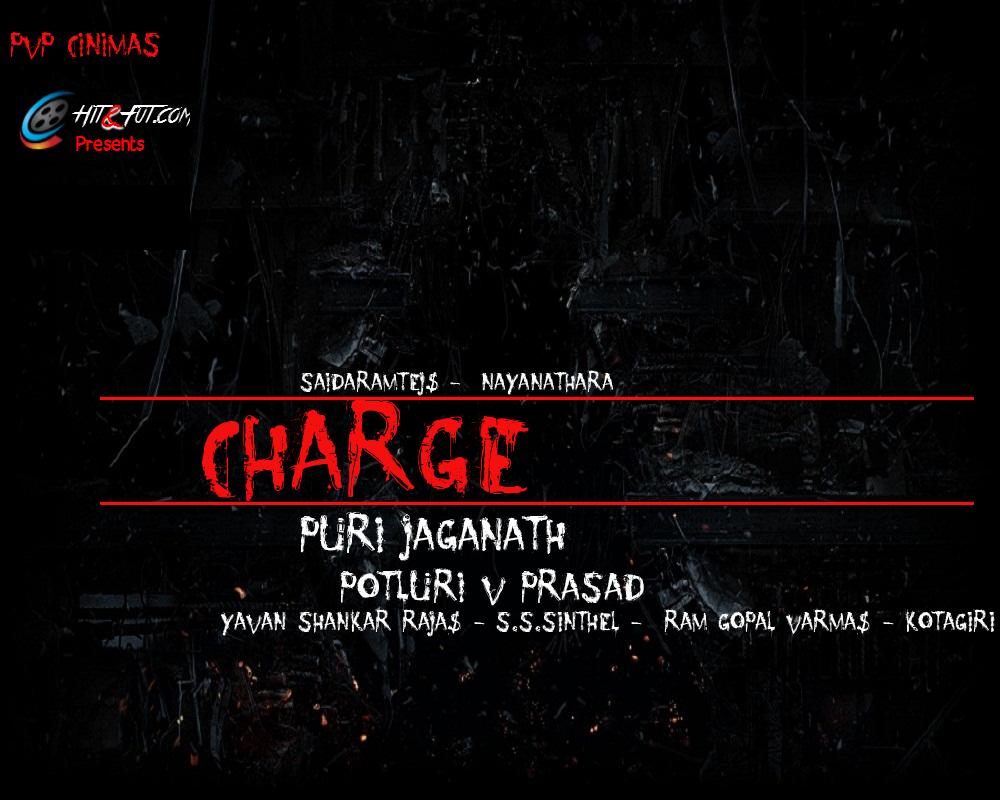 PVP CINIMAS
HIT&FUT.COM
Presents
SAIDARAMTEJ$ - NAYANATHARA
CHARGE
PURI JAGANATH
POTLURI V PRASAD
YAVAN SHANKAR RAJA$ - S.S.SINTHEL - RAM GOPAL VARMA$ - KOTAGIRI